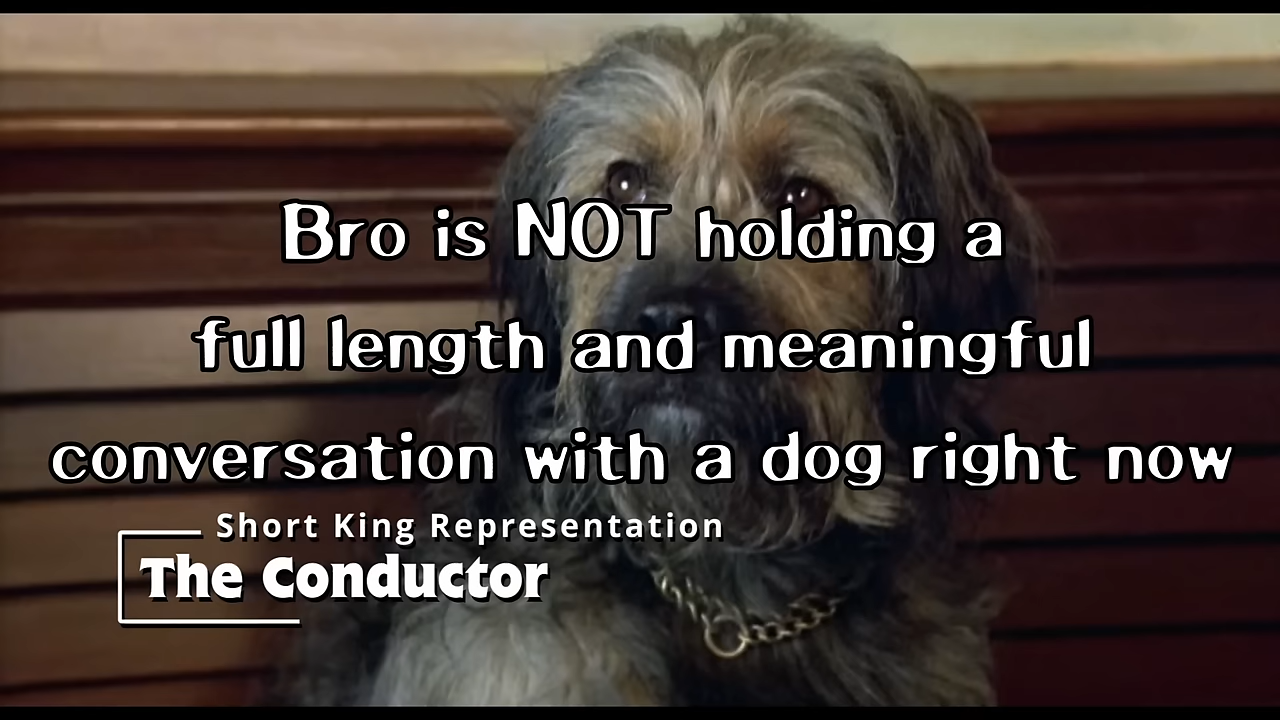 Bro is NOT holding a
full length and meaningful
conversation with a dog right now
Short King Representation
The Conductor